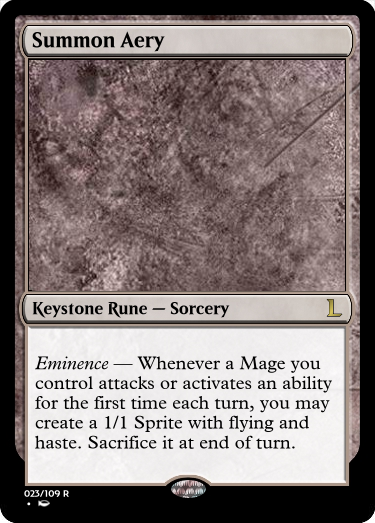 Summon Aery
Keystone Rune — Sorcery
L
Eminence — Whenever a Mage you
control attacks or activates an ability
for the first time each turn, you may
create a 1/1 Sprite with flying and
haste. Sacrifice it at end of turn.
023/109 R